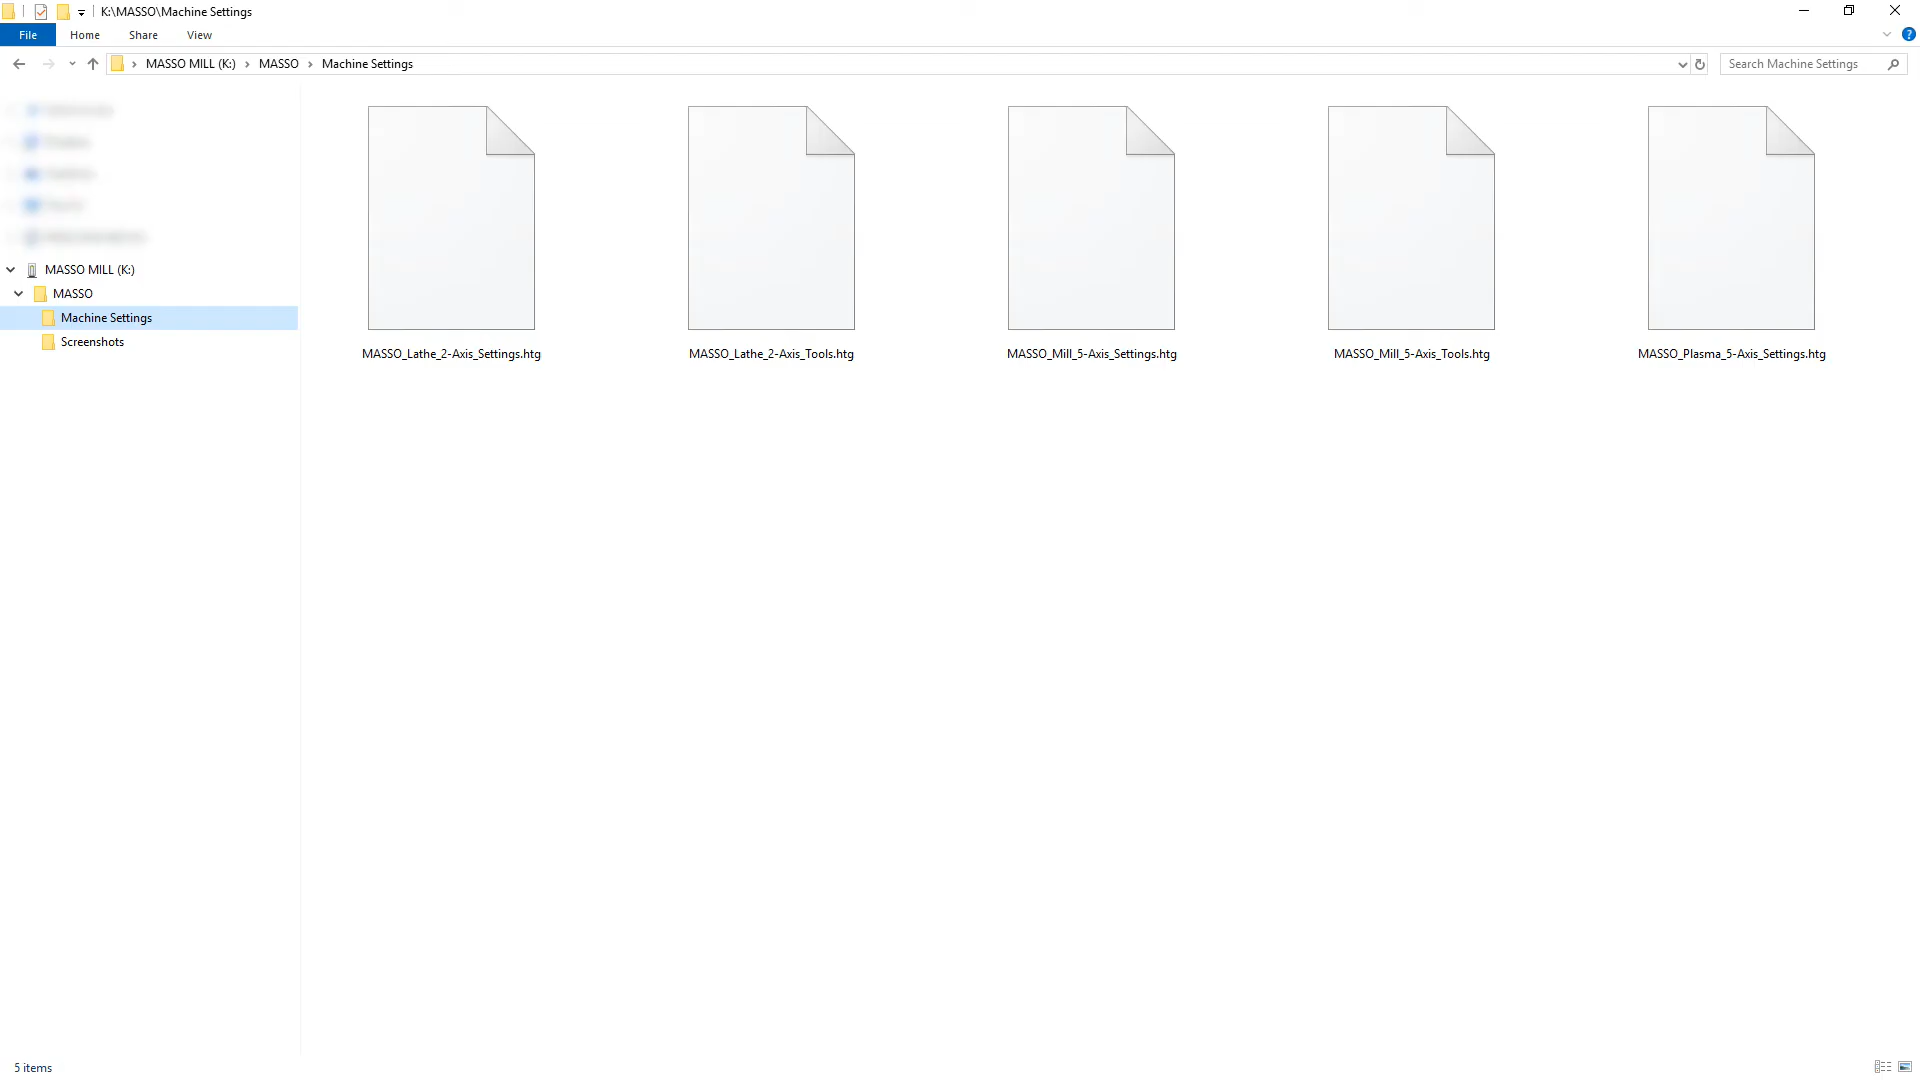 K:\MASSO\Machine Settings
File
Home
Share
View
MASSO MILL (K:)
MASSO
Machine Settings
Search Machine Settings
MASSO MILL (K:)
MASSO
Machine Settings
Screenshots
MASSO_Lathe_2-Axis_Settings.htg
MASSO_Lathe_2-Axis_Tools.htg
MASSO_Mill_5-Axis_Settings.htg
MASSO_Mill_5-Axis_Tools.htg
MASSO_Plasma_5-Axis_Settings.htg
5 items